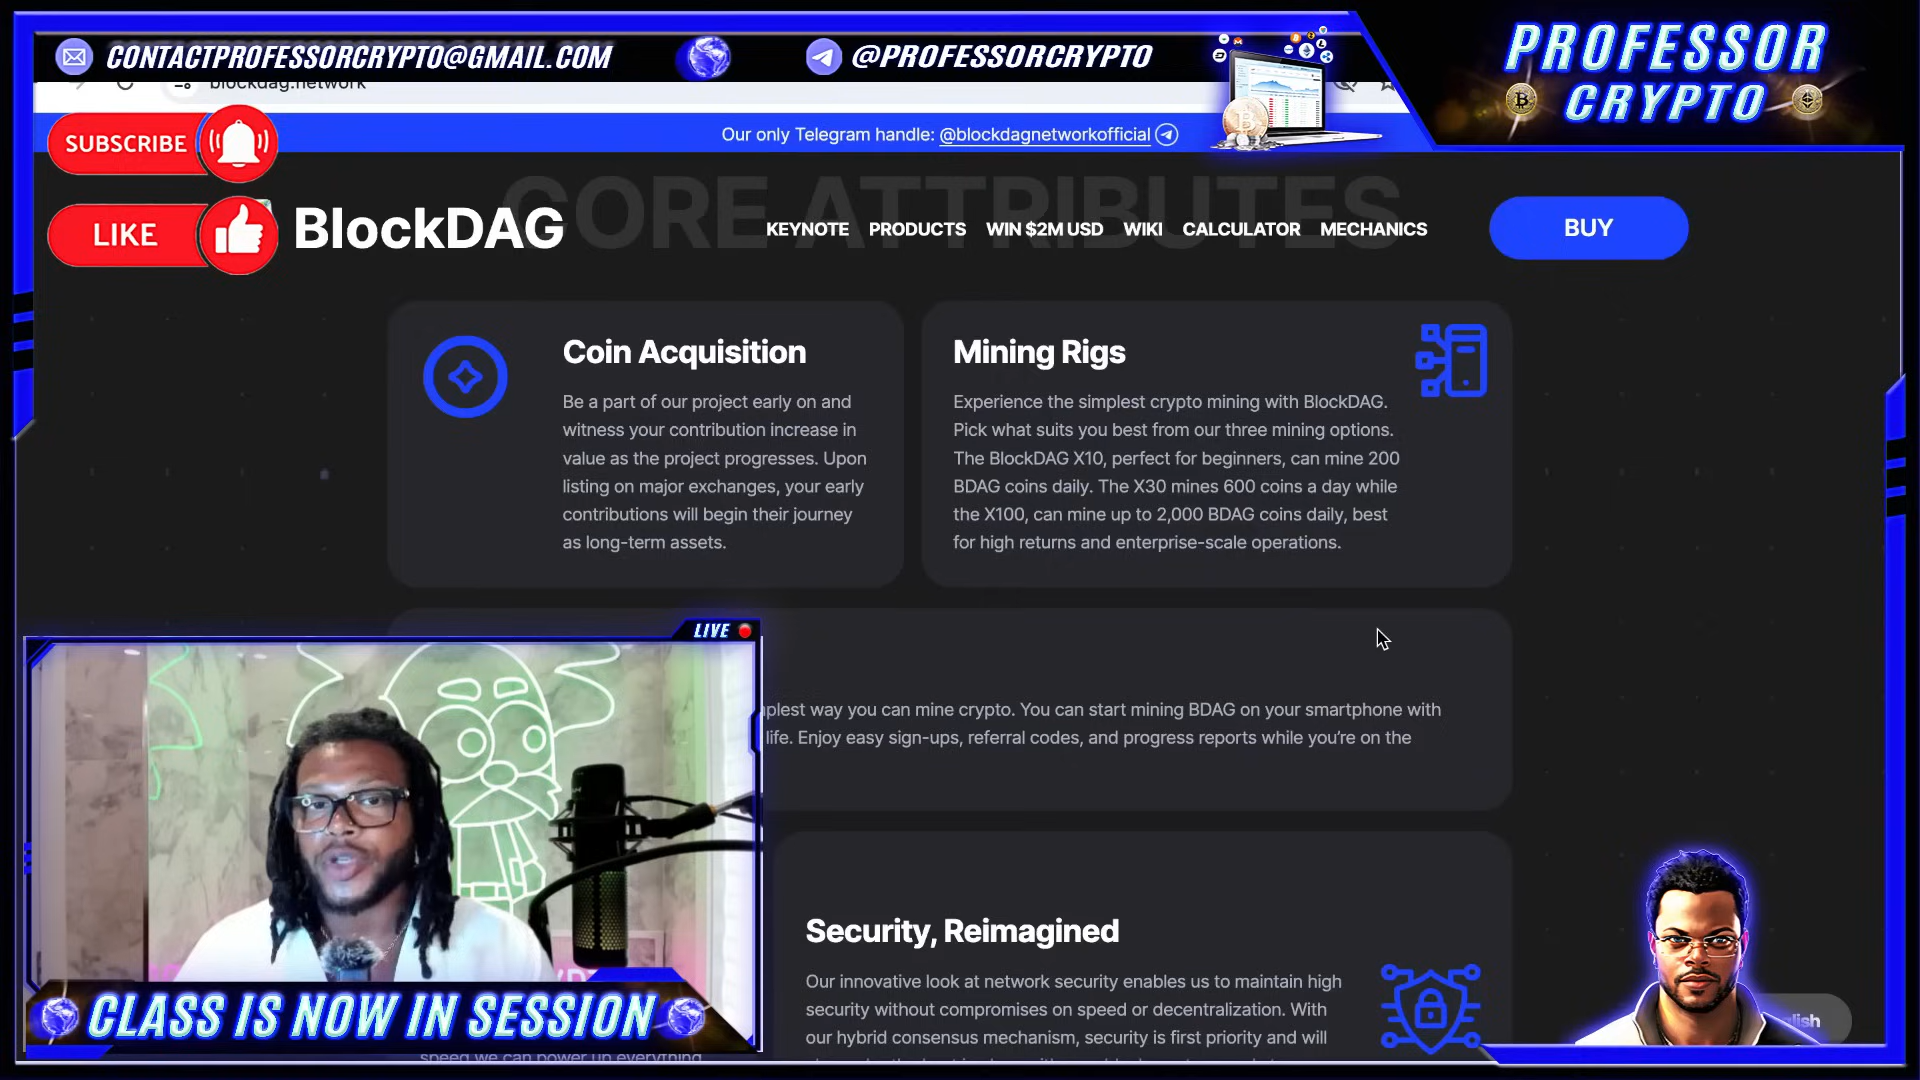 CONTACTPROFESSORCRYPTO@GMAIL.COM
@PROFESSORCRYPTO
PROFESSOR
CRYPTO
blockdag.network
Our only Telegram handle: @blockdagnetworkofficial
SUBSCRIBE
LIKE
CORE ATTRIBUTES
BlockDAG
KEYNOTE PRODUCTS WIN $2M USD WIKI CALCULATOR MECHANICS
BUY
Coin Acquisition
Be a part of our project early on and
witness your contribution increase in
value as the project progresses. Upon
listing on major exchanges, your early
contributions will begin their journey
as long-term assets.
Mining Rigs
Experience the simplest crypto mining with BlockDAG.
Pick what suits you best from our three mining options.
The BlockDAG X10, perfect for beginners, can mine 200
BDAG coins daily. The X30 mines 600 coins a day while
the X100, can mine up to 2,000 BDAG coins daily, best
for high returns and enterprise-scale operations.
LIVE
way you can mine crypto. You can start mining BDAG on your smartphone with
life. Enjoy easy sign-ups, referral codes, and progress reports while you're on the
Security, Reimagined
Our innovative look at network security enables us to maintain high
security without compromises on speed or decentralization. With
our hybrid consensus mechanism, security is first priority and will
CLASS IS NOW IN SESSION
speed we can power up everything